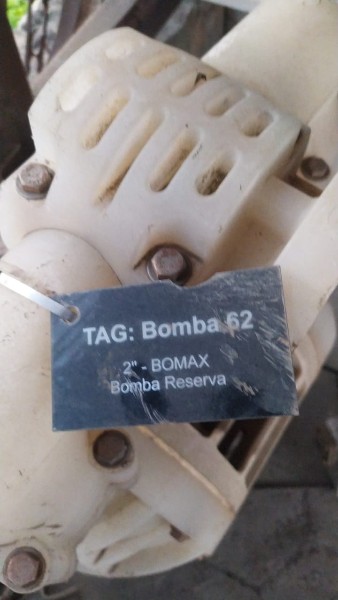 TAG: Bomba 62
2" - BOMAX
Bomba Reserva